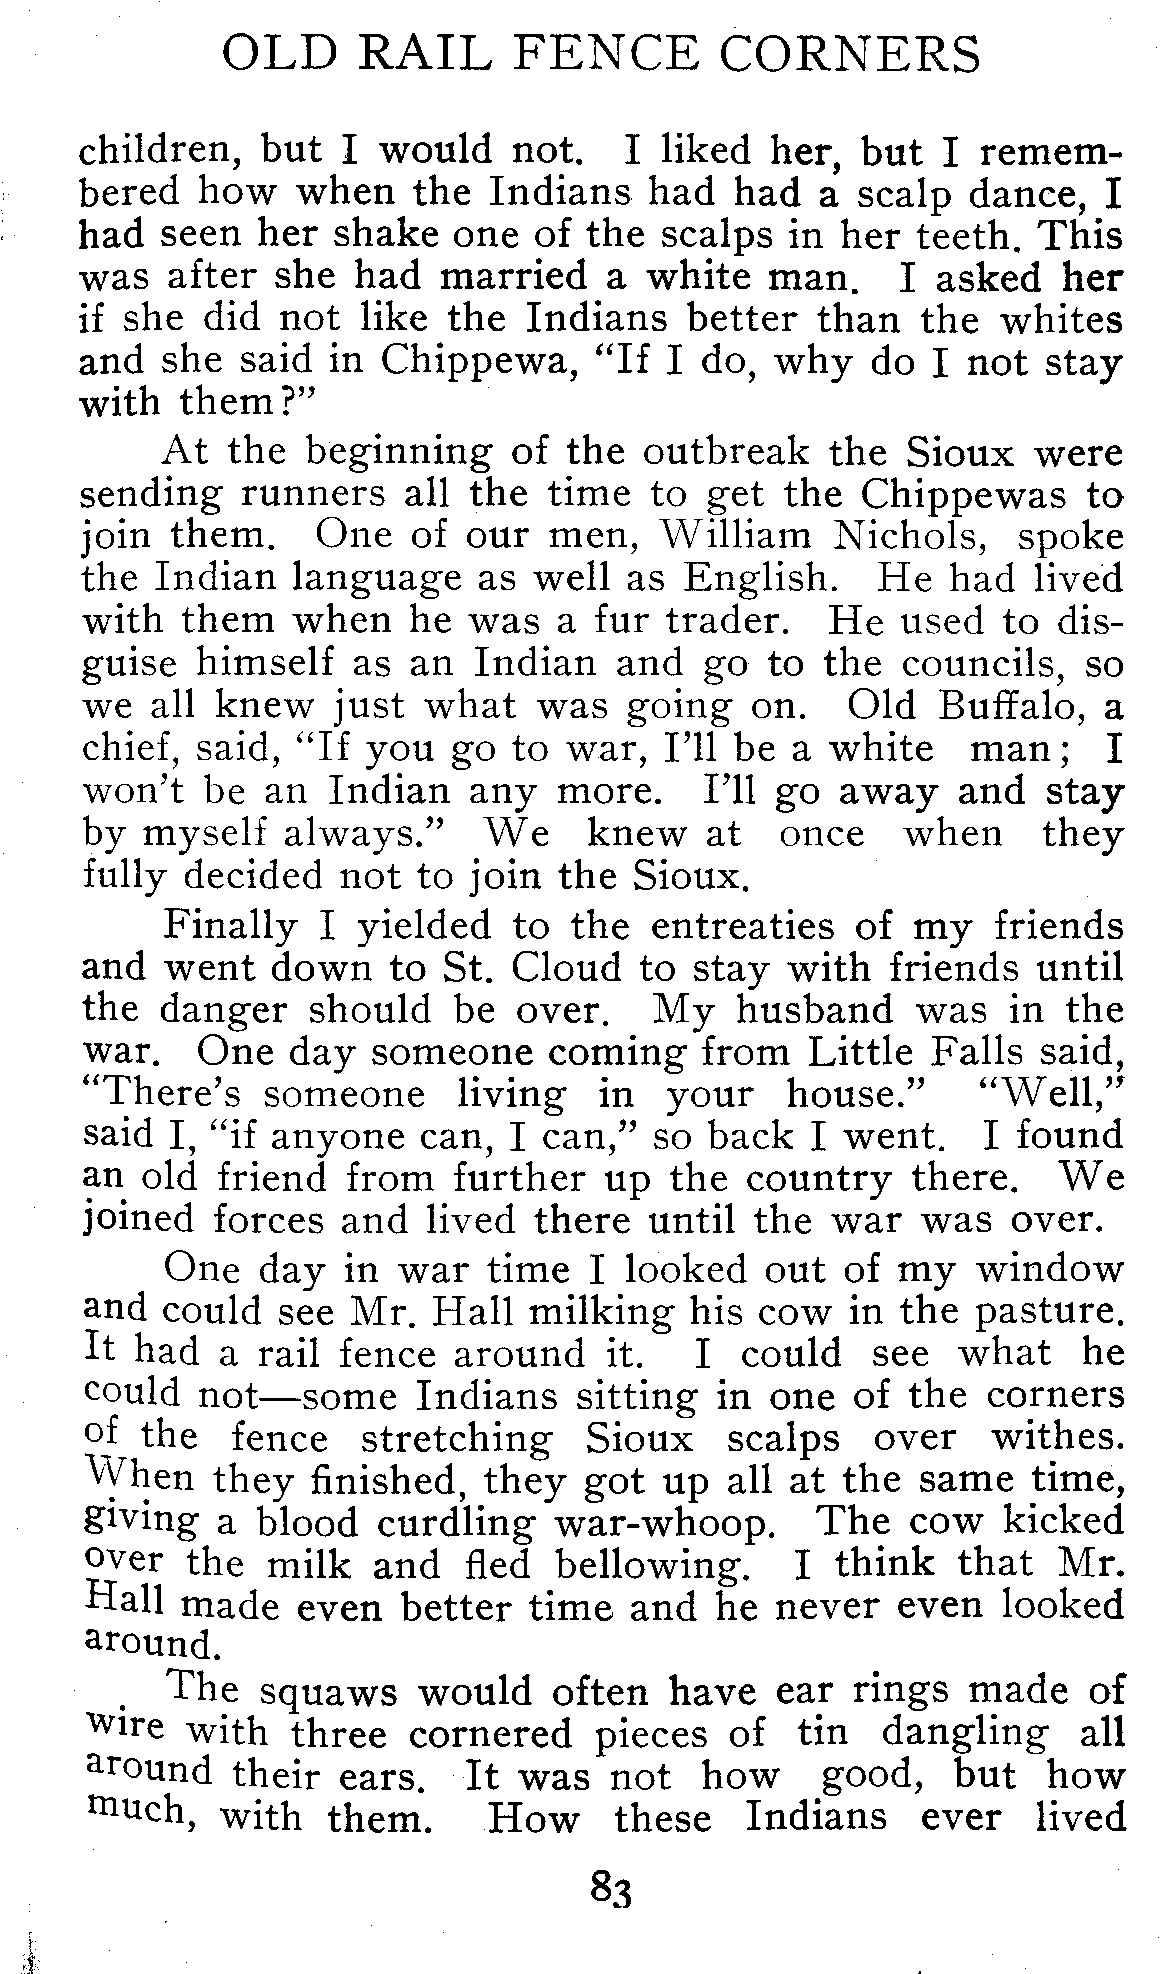 OLD RAIL FENCE CORNERS
children, but I would not. I liked her, but I remem-
bered how when the Indians had had a scalp dance, I
had seen her shake one of the scalps in her teeth. This
was after she had married a white man. I asked her
if she did not like the Indians better than the whites
and she said in Chippewa, “If I do, why do I not stay
with them?”
At the beginning of the outbreak the Sioux were
sending runners all the time to get the Chippewas to
join them. One of our men, William Nichols, spoke
the Indian language as well as English. He had lived
with them when he was a fur trader. He used to dis-
guise himself as an Indian and go to the councils, so
we all knew just what was going on. Old Buffalo, a
chief, said, “If you go to war, I’ll be a white man; I
won’t be an Indian any more. I’ll go away and stay
by myself always.” We knew at once when they
fully decided not to join the Sioux.
Finally I yielded to the entreaties of my friends
and went down to St. Cloud to stay with friends until
the danger should be over. My husband was in the
war. One day someone coming from Little Falls said,
“There’s someone living in your house.” “Well,”
said I, “if anyone can, I can,” so back I went. I found
an old friend from further up the country there. We
joined forces and lived there until the war was over.
One day in war time I looked out of my window
and could see Mr. Hall milking his cow in the pasture.
It had a rail fence around it. I could see what he
could not—some Indians sitting in one of the corners
of the fence stretching Sioux scalps over withes.
When they finished, they got up all at the same time,
giving a blood curdling war-whoop. The cow kicked
over the milk and fled bellowing. I think that Mr.
Hall made even better time and he never even looked
around.
The squaws would often have ear rings made of
wire with three cornered pieces of tin dangling all
around their ears. It was not how good, but how
much, with them. How these Indians ever lived
83